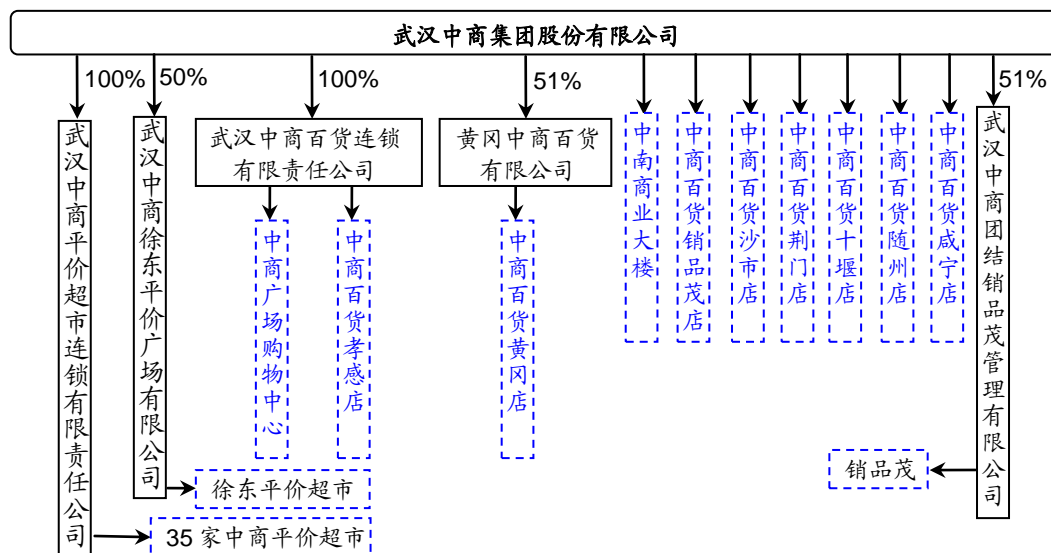 武汉中商集团股份有限公司
100%
50%
100%
51%
51%
武汉中商平价超市连锁有限责任公司
武汉中商徐东平价广场有限公司
武汉中商百货连锁
有限责任公司
黄冈中商百货
有限公司
中南商业大楼
中商百货销品茂店
中商百货沙市店
中商百货荆门店
中商百货十堰店
中商百货随州店
中商百货咸宁店
武汉中商团结销品茂管理有限公司
中商广场购物中心
中商百货孝感店
中商百货黄冈店
销品茂
徐东平价超市
35 家中商平价超市